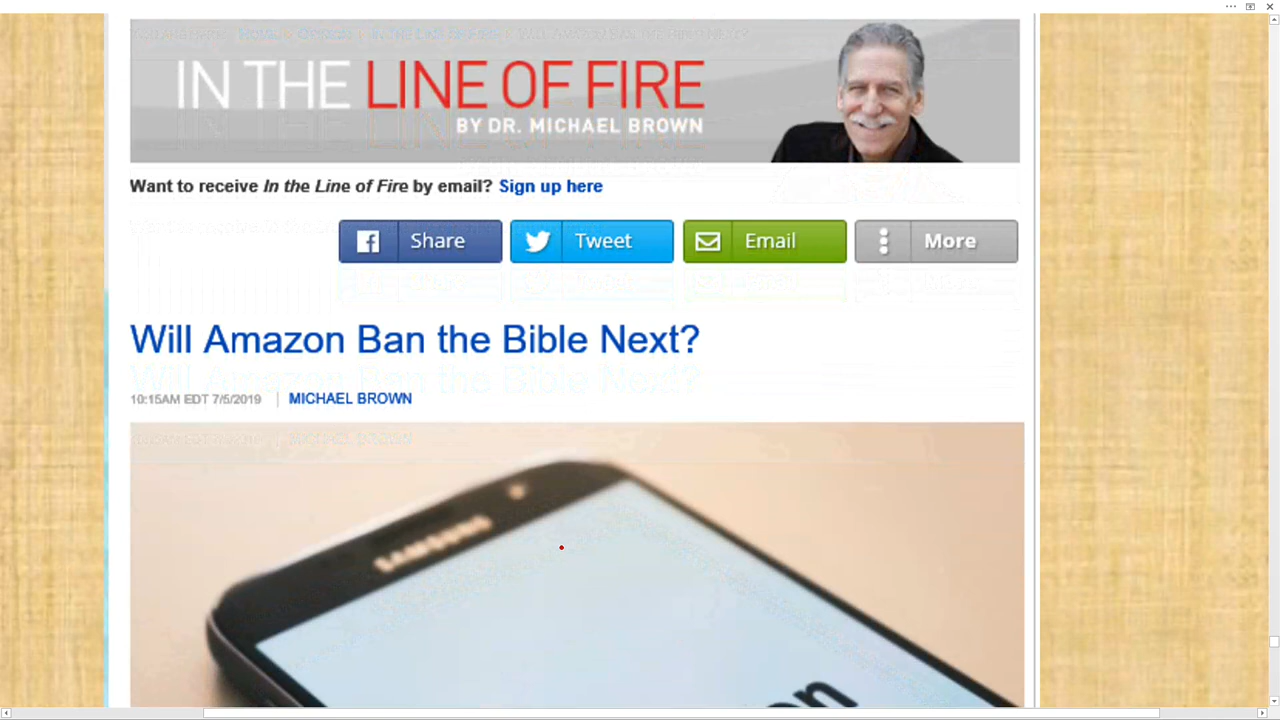 IN THE LINE OF FIRE
BY DR. MICHAEL BROWN
Want to receive In the Line of Fire by email? Sign up here
Share Tweet Email More
Will Amazon Ban the Bible Next?
10:15AM EDT 7/5/2019 | MICHAEL BROWN
SAMSUNG
on